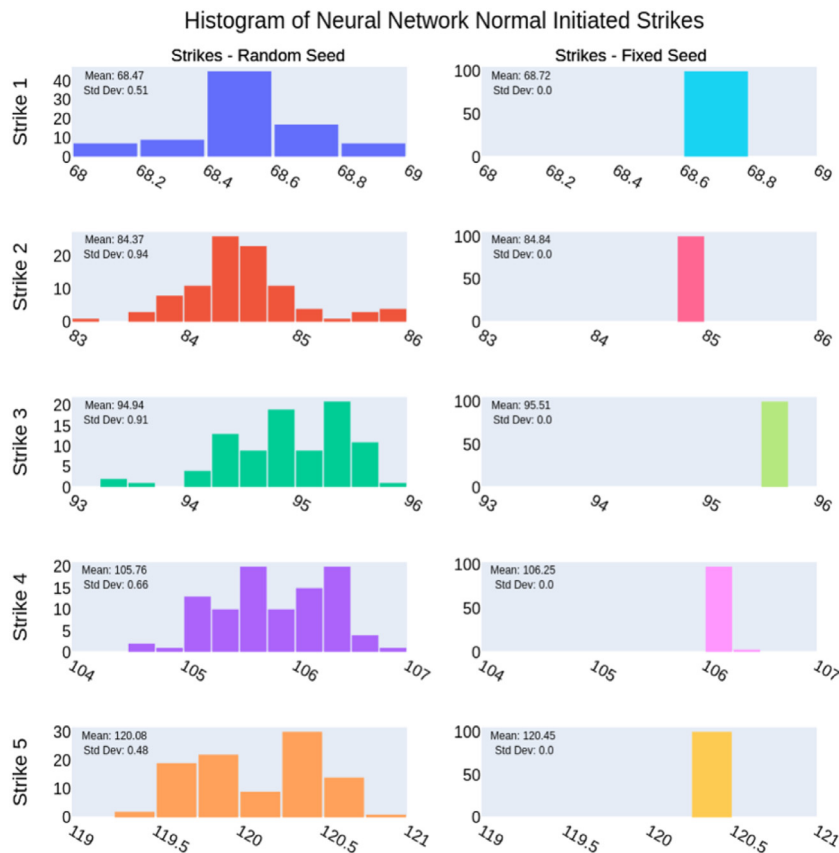 Histogram of Neural Network Normal Initiated Strikes
Strikes - Random Seed
Strikes - Fixed Seed
Strike 1
Mean: 68.47
Std Dev: 0.51
40
30
20
10
0
68 68.2 68.4 68.6 68.8 69
Mean: 68.72
Std Dev: 0.0
100
50
0
68 68.2 68.4 68.6 68.8 69
Strike 2
Mean: 84.37
Std Dev: 0.94
20
10
0
83 84 85 86
Mean: 84.84
Std Dev: 0.0
100
50
0
83 84 85 86
Strike 3
Mean: 94.94
Std Dev: 0.91
20
15
10
5
0
93 94 95 96
Mean: 95.51
Std Dev: 0.0
100
50
0
93 94 95 96
Strike 4
Mean: 105.76
Std Dev: 0.66
20
15
10
5
0
104 105 106 107
Mean: 106.25
Std Dev: 0.0
100
50
0
104 105 106 107
Strike 5
Mean: 120.08
Std Dev: 0.48
30
20
10
0
119 119.5 120 120.5 121
Mean: 120.45
Std Dev: 0.0
100
50
0
119 119.5 120 120.5 121